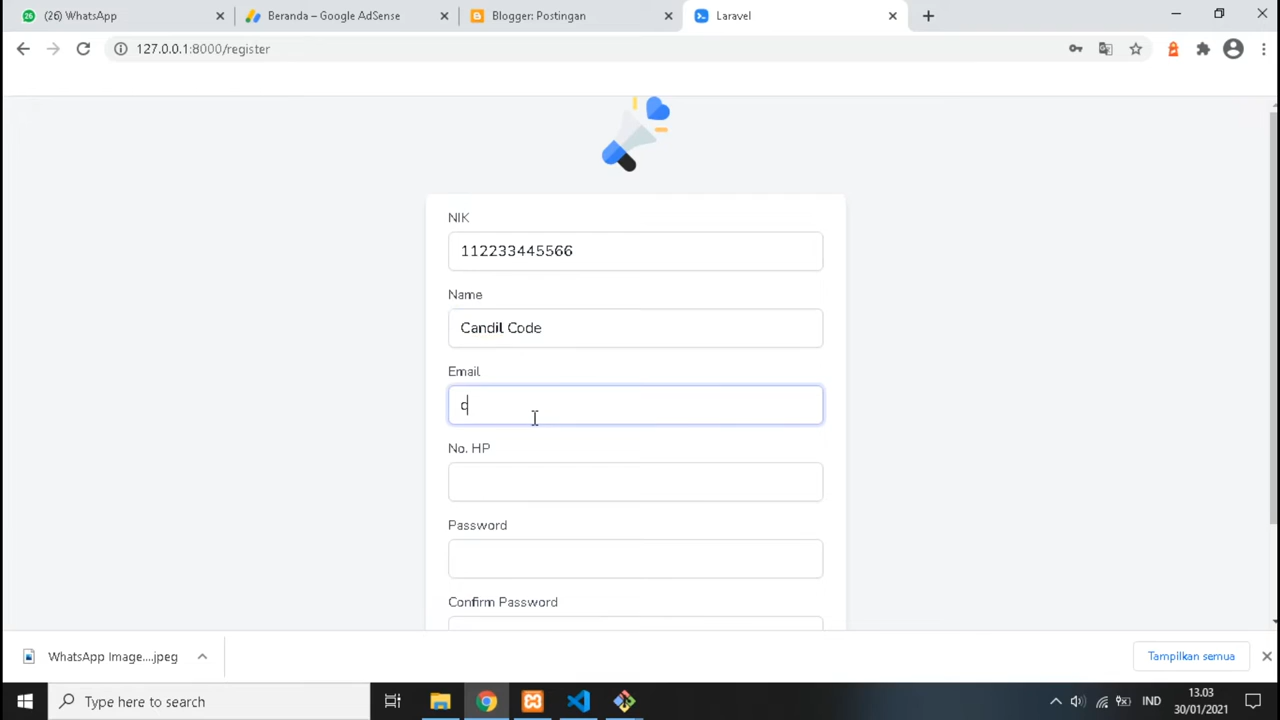 (26) WhatsApp
Beranda – Google AdSense
Blogger: Postingan
Laravel
127.0.0.1:8000/register
NIK
112233445566
Name
Candil Code
Email
c
No. HP
Password
Confirm Password
WhatsApp Image....jpeg
Tampilkan semua
Type here to search
IND
13.03
30/01/2021